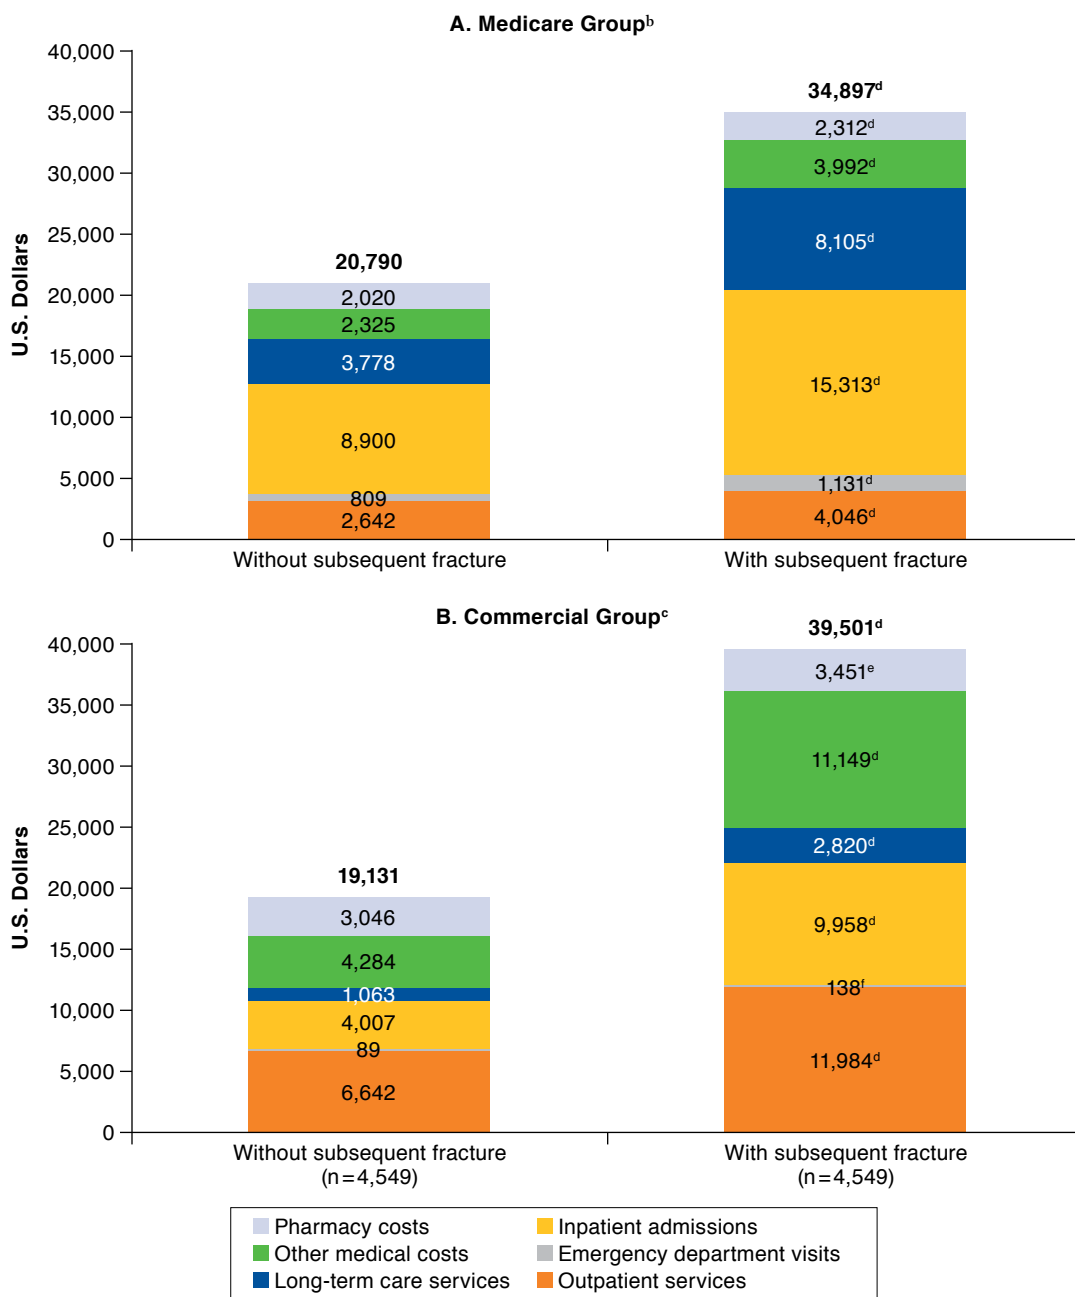 A. Medicare Groupᵇ
U.S. Dollars
40,000
35,000
30,000
25,000
20,000
15,000
10,000
5,000
0
20,790
2,020
2,325
3,778
8,900
809
2,642
34,897ᵈ
2,312ᵈ
3,992ᵈ
8,105ᵈ
15,313ᵈ
1,131ᵈ
4,046ᵈ
Without subsequent fracture
With subsequent fracture
B. Commercial Groupᶜ
U.S. Dollars
40,000
35,000
30,000
25,000
20,000
15,000
10,000
5,000
0
19,131
3,046
4,284
1,063
4,007
89
6,642
39,501ᵈ
3,451ᵉ
11,149ᵈ
2,820ᵈ
9,958ᵈ
138ᶠ
11,984ᵈ
Without subsequent fracture
(n=4,549)
With subsequent fracture
(n=4,549)
Pharmacy costs
Other medical costs
Long-term care services
Inpatient admissions
Emergency department visits
Outpatient services